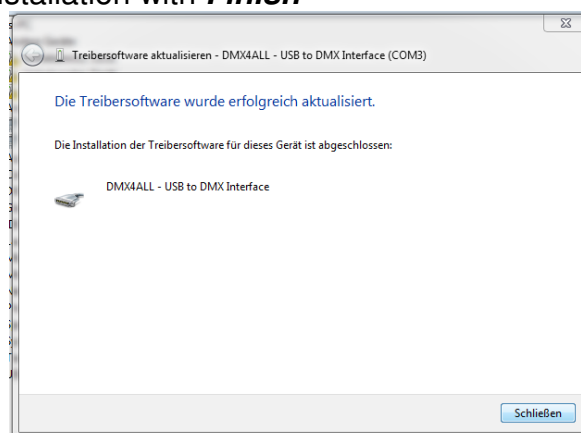 nstallation with Finish
Treibersoftware aktualisieren - DMX4ALL - USB to DMX Interface (COM3)
Die Treibersoftware wurde erfolgreich aktualisiert.
Die Installation der Treibersoftware für dieses Gerät ist abgeschlossen:
DMX4ALL - USB to DMX Interface
Schließen